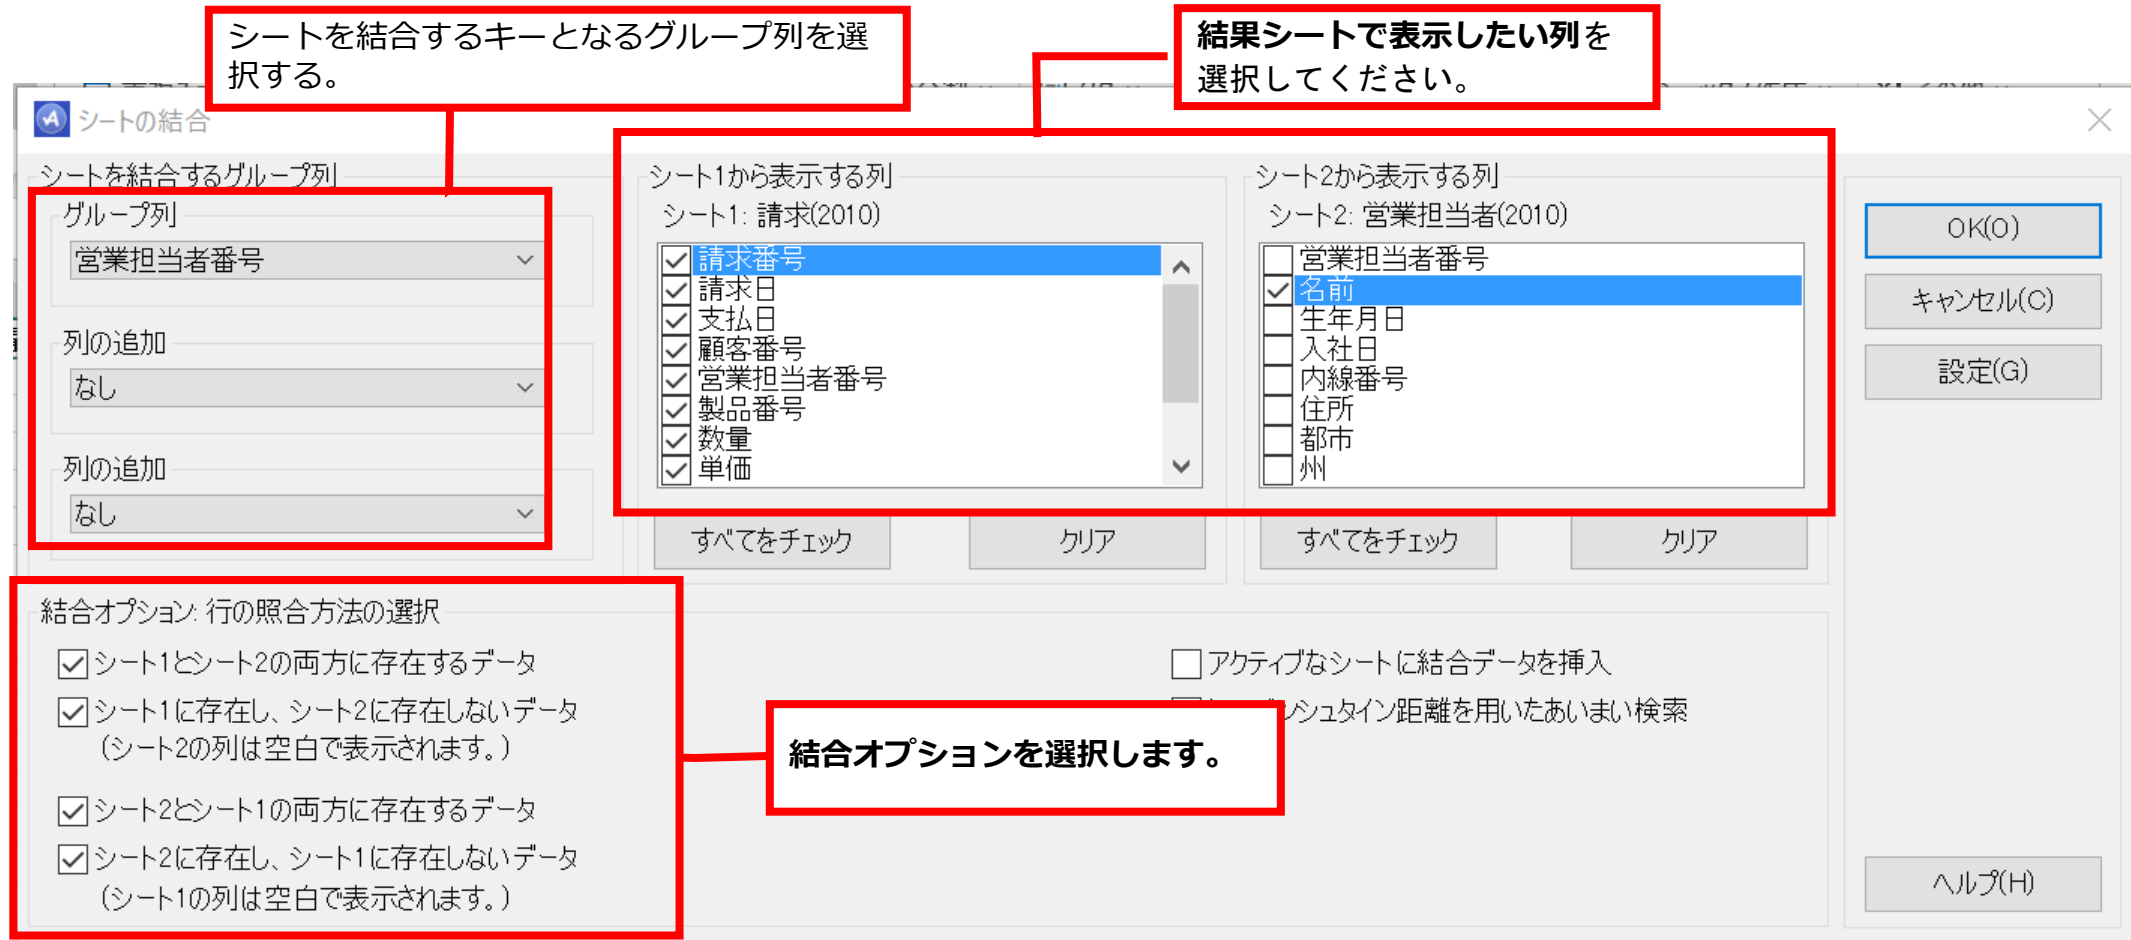 シートを結合するキーとなるグループ列を選
択する。
結果シートで表示したい列を
選択してください。
シートの結合
シートを結合するグループ列
グループ列
営業担当者番号
列の追加
なし
列の追加
なし
シート1から表示する列
シート1: 請求(2010)
請求番号
請求日
支払日
顧客番号
営業担当者番号
製品番号
数量
単価
すべてをチェック
クリア
シート2から表示する列
シート2: 営業担当者(2010)
営業担当者番号
名前
生年月日
入社日
内線番号
住所
都市
州
すべてをチェック
クリア
OK(O)
キャンセル(C)
設定(G)
結合オプション: 行の照合方法の選択
シート1とシート2の両方に存在するデータ
シート1に存在し、シート2に存在しないデータ
(シート2の列は空白で表示されます。)
シート2とシート1の両方に存在するデータ
シート2に存在し、シート1に存在しないデータ
(シート1の列は空白で表示されます。)
アクティブなシートに結合データを挿入
シュタイン距離を用いたあいまい検索
結合オプションを選択します。
ヘルプ(H)